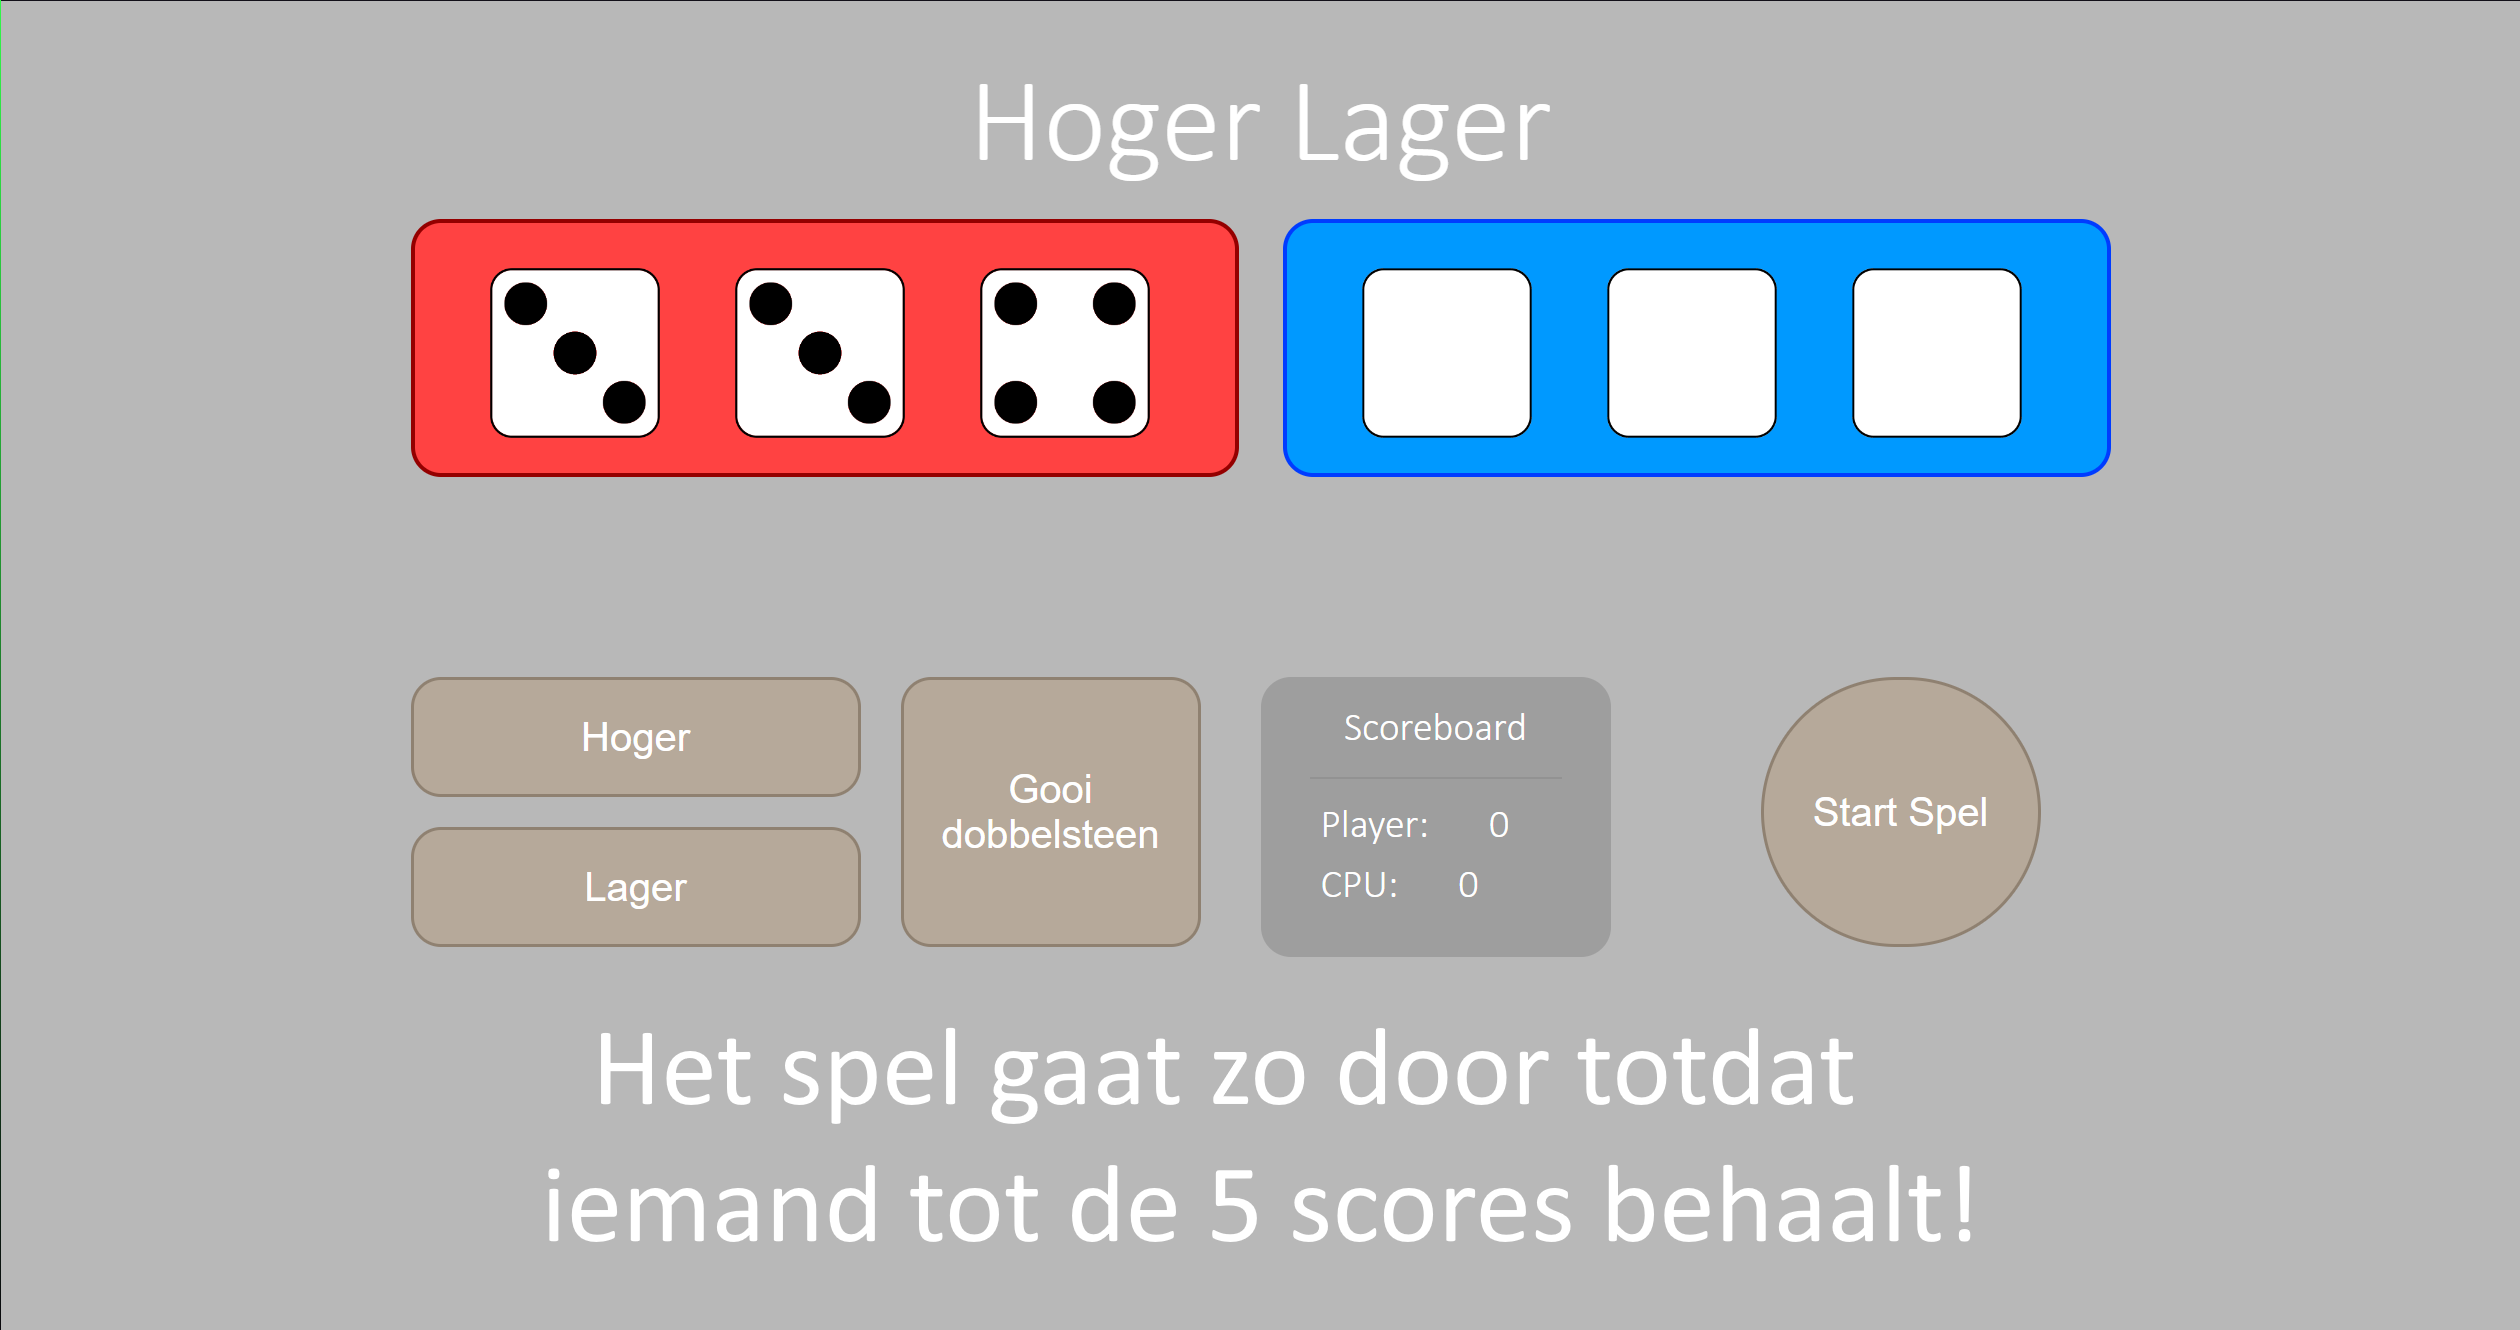 Hoger Lager
Hoger
Lager
Gooi
dobbelsteen
Scoreboard
Player: 0
CPU: 0
Start Spel
Het spel gaat zo door totdat
iemand tot de 5 scores behaalt!